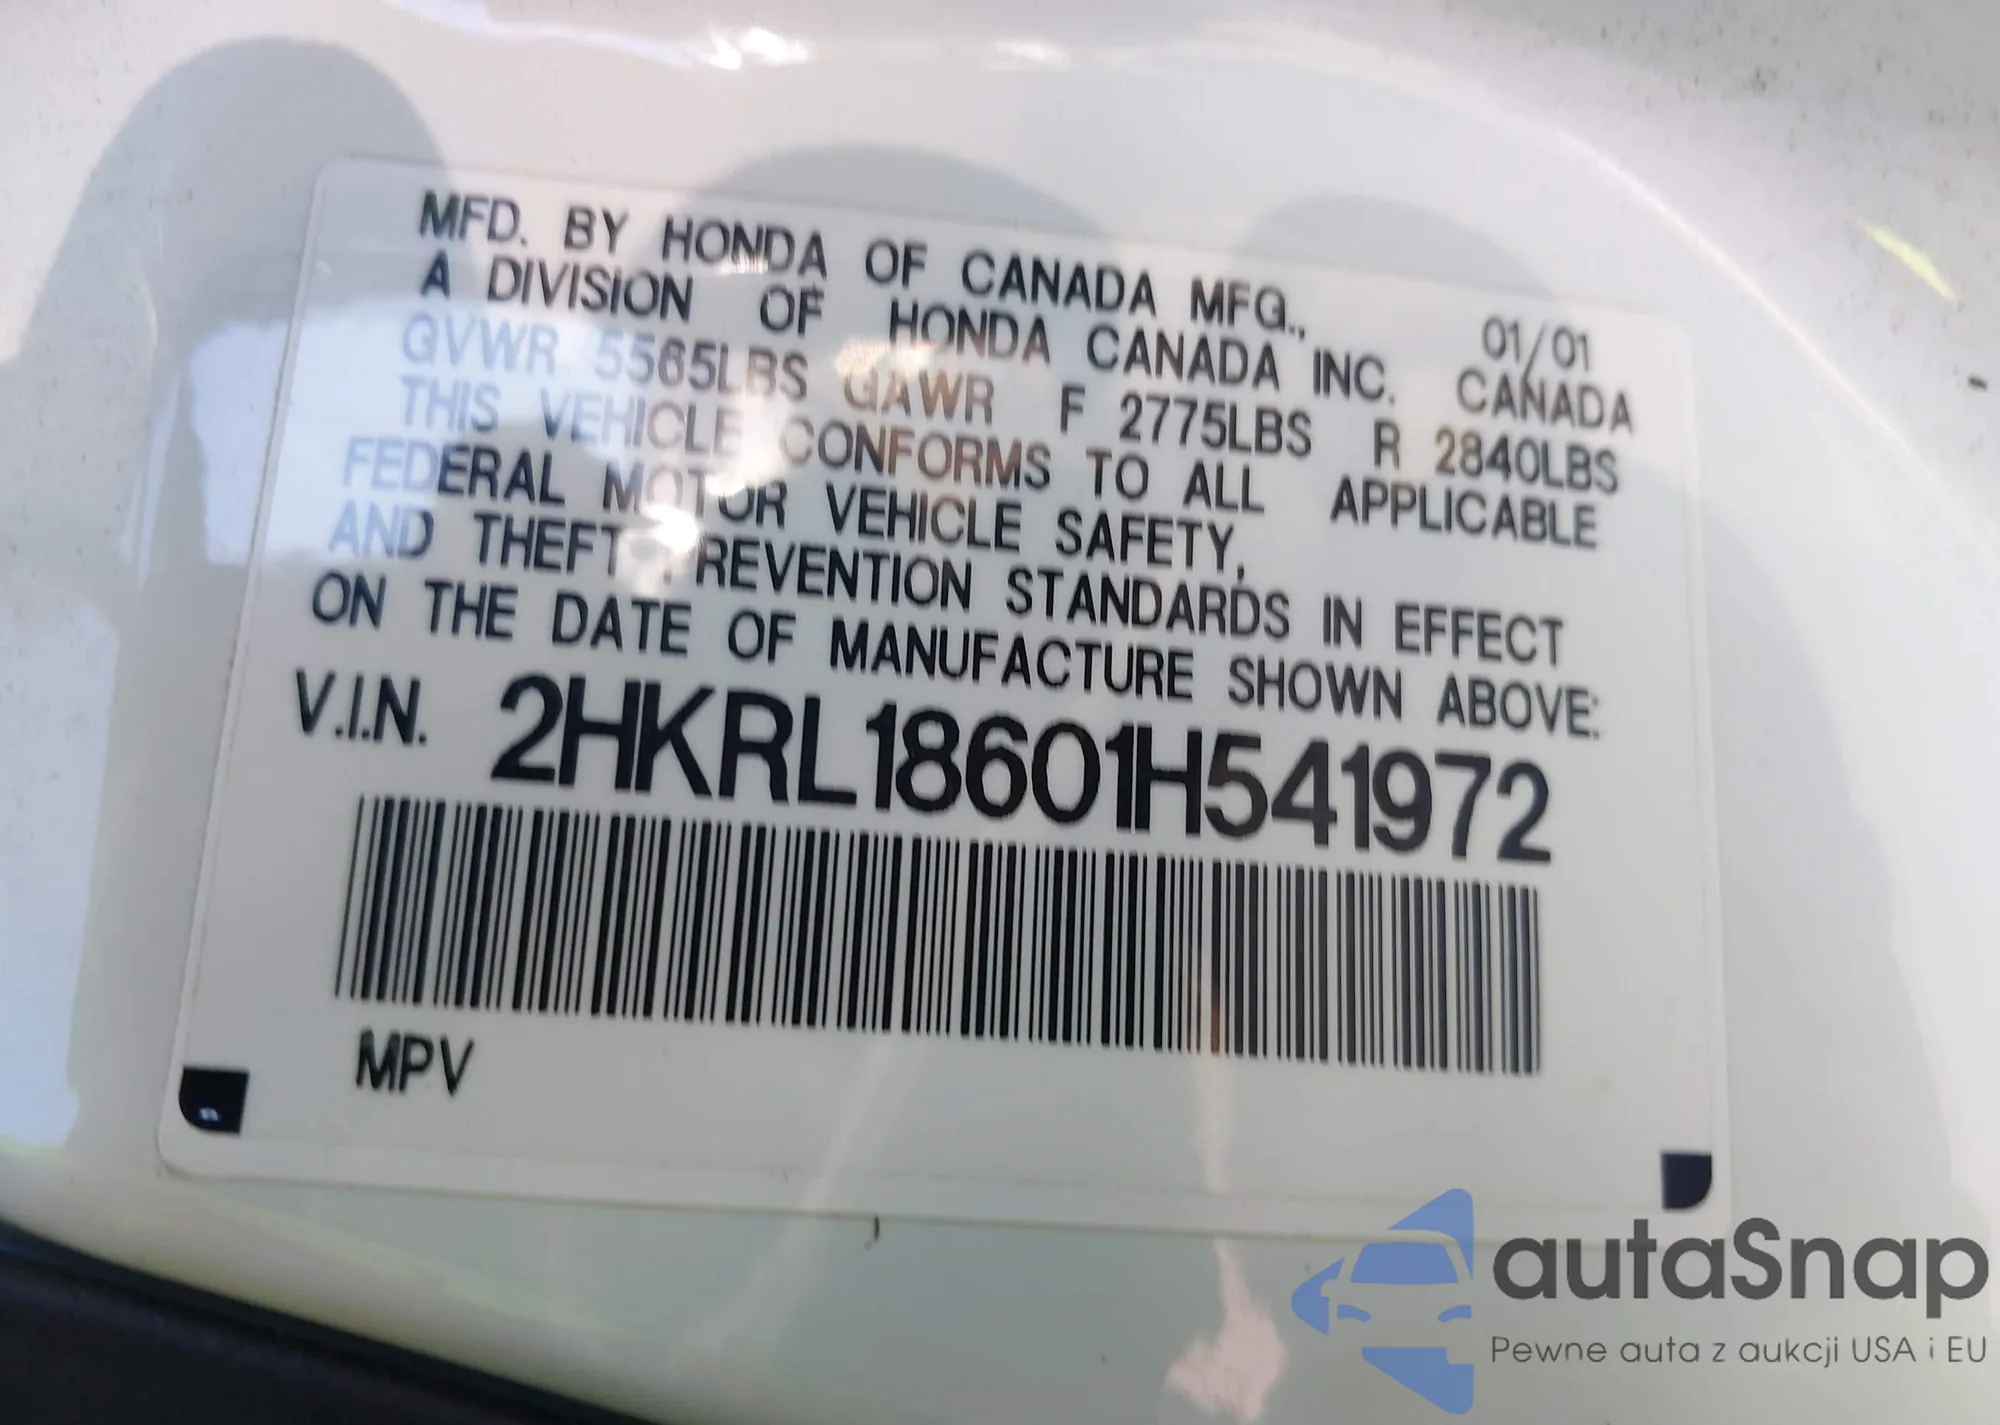 MFD. BY HONDA OF CANADA MFG.,
A DIVISION OF HONDA CANADA INC. CANADA 01/01
GVWR 5565LBS GAWR F 2775LBS R 2840LBS
THIS VEHICLE CONFORMS TO ALL APPLICABLE
FEDERAL MOTOR VEHICLE SAFETY,
AND THEFT PREVENTION STANDARDS IN EFFECT
ON THE DATE OF MANUFACTURE SHOWN ABOVE:
V.I.N. 2HKRL18601H541972
MPV
autaSnap
Pewne auta z aukcji USA i EU